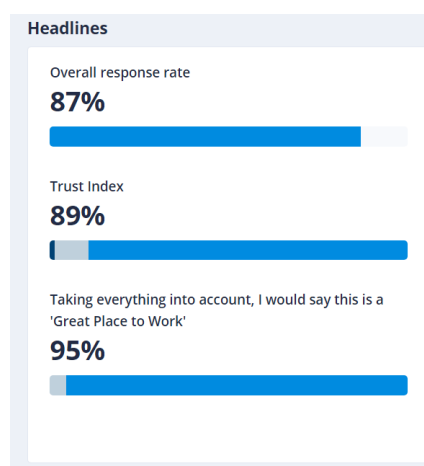 Headlines
Overall response rate
87%
Trust Index
89%
Taking everything into account, I would say this is a
'Great Place to Work'
95%